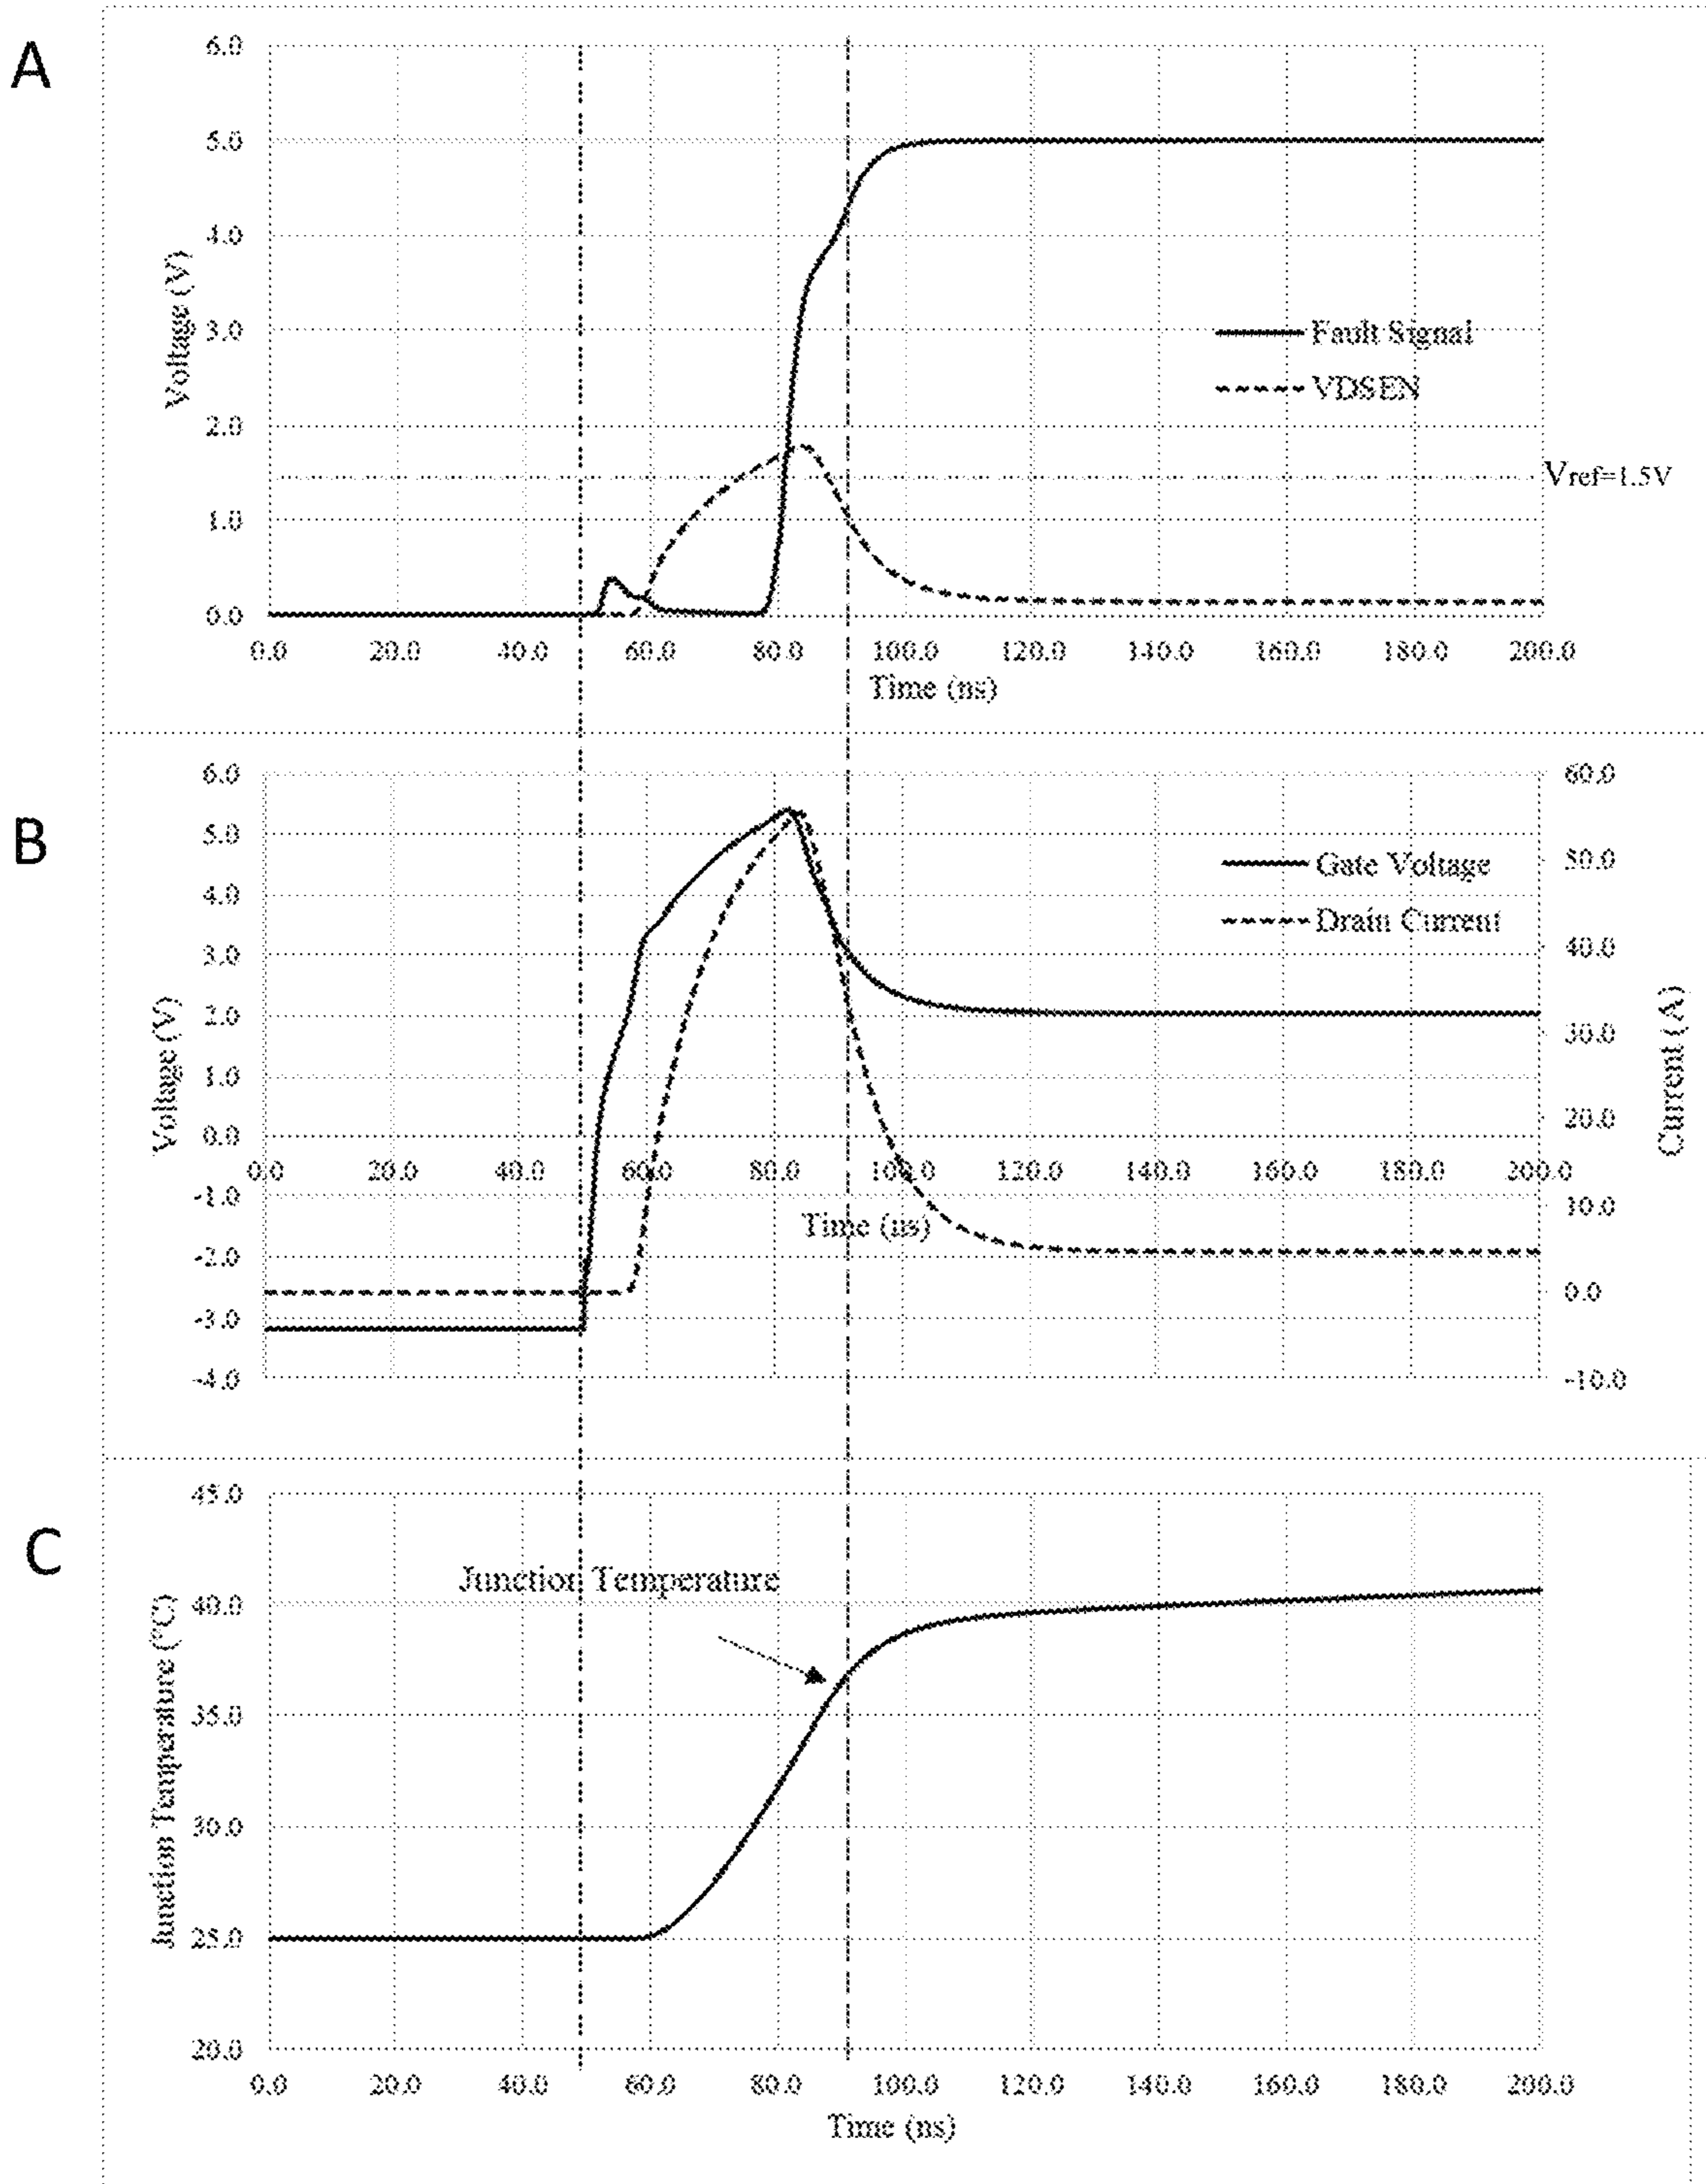 A
6.0
5.0
4.0
3.0
2.0
1.0
0.0
Voltage (V)
Fault Signal
VDSEN
Vref=1.5V
0.0 20.0 40.0 60.0 80.0 100.0 120.0 140.0 160.0 180.0 200.0
Time (ns)
B
6.0
5.0
4.0
3.0
2.0
1.0
0.0
-1.0
-2.0
-3.0
-4.0
Voltage (V)
Gate Voltage
Drain Current
60.0
50.0
40.0
30.0
20.0
10.0
0.0
-10.0
Current (A)
0.0 20.0 40.0 60.0 80.0 100.0 120.0 140.0 160.0 180.0 200.0
Time (ns)
C
45.0
40.0
35.0
30.0
25.0
20.0
Junction Temperature (°C)
Junction Temperature
0.0 20.0 40.0 60.0 80.0 100.0 120.0 140.0 160.0 180.0 200.0
Time (ns)